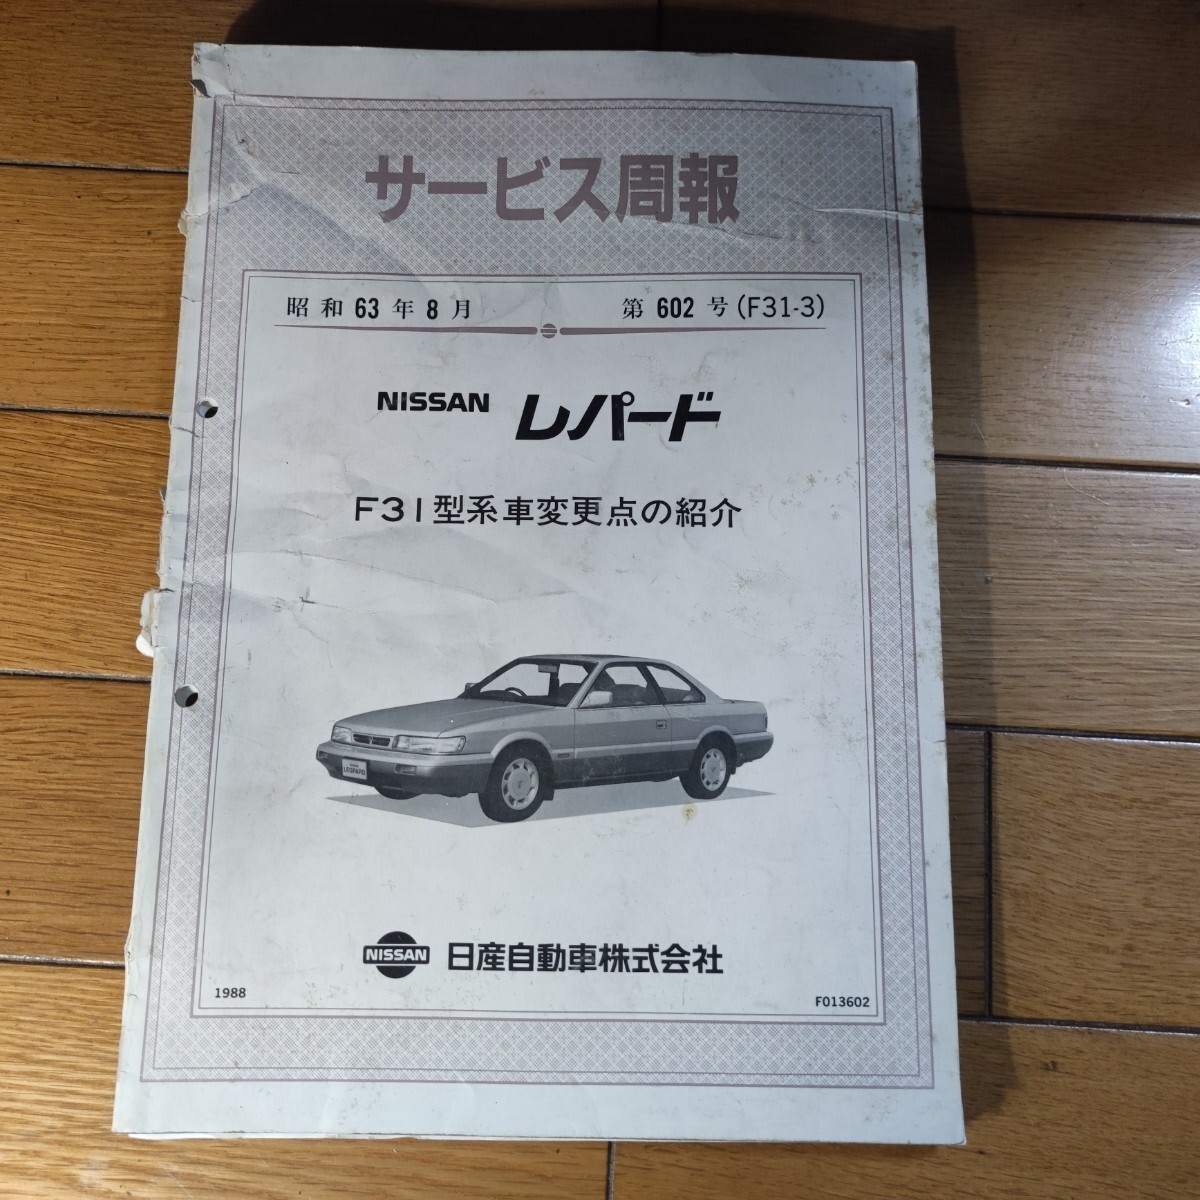 サービス周報
昭和63年8月 第602号(F31-3)
NISSAN レパード
F31型系車変更点の紹介
LEOPARD
NISSAN 日産自動車株式会社
1988 F013602